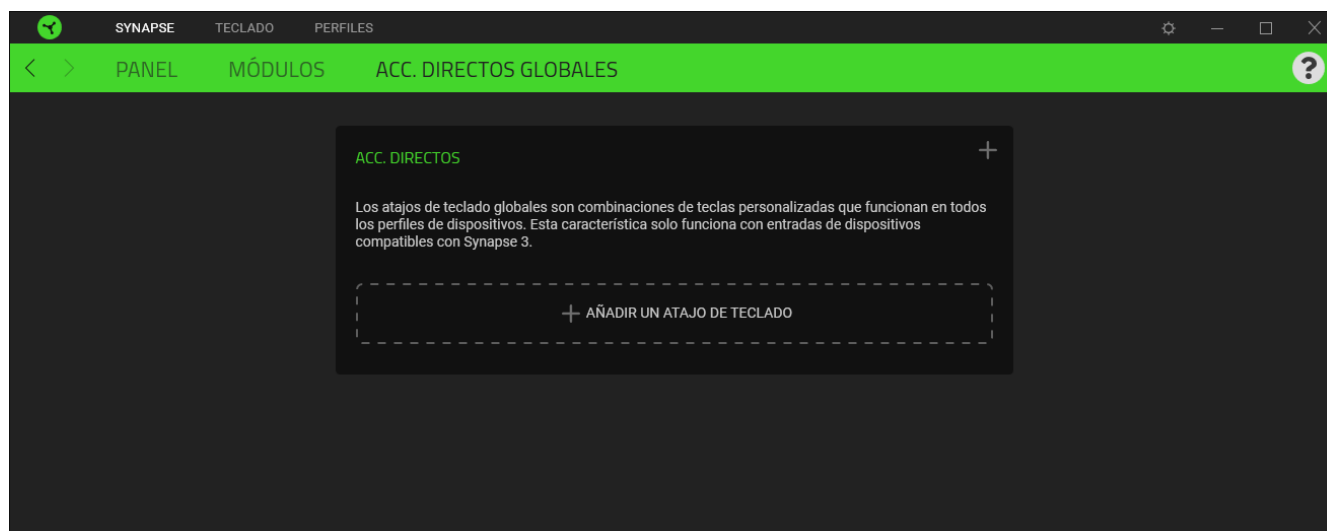 SYNAPSE TECLADO PERFILES
PANEL MÓDULOS ACC. DIRECTOS GLOBALES ?
ACC. DIRECTOS
Los atajos de teclado globales son combinaciones de teclas personalizadas que funcionan en todos
los perfiles de dispositivos. Esta característica solo funciona con entradas de dispositivos
compatibles con Synapse 3.
AÑADIR UN ATAJO DE TECLADO